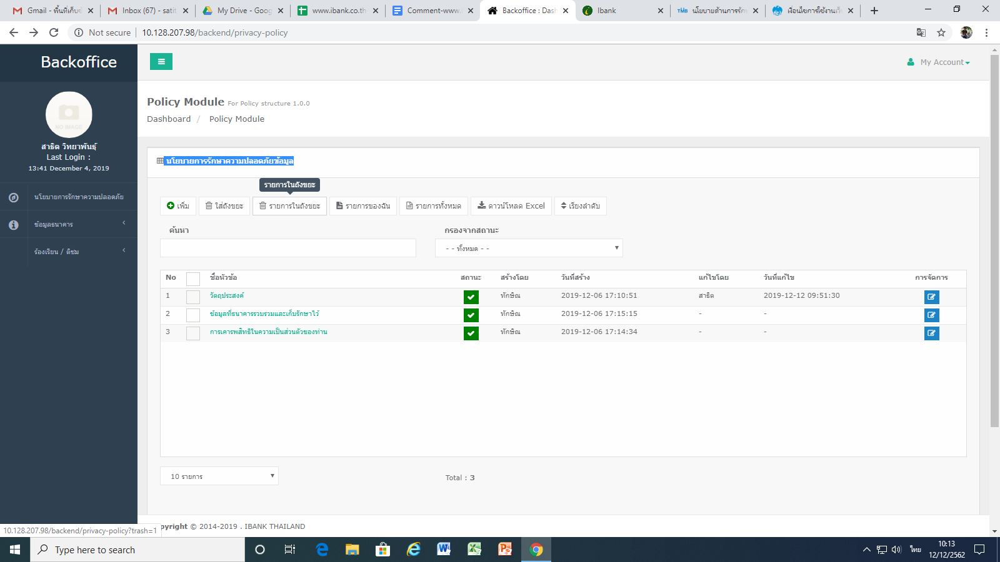 Gmail - พื้นที่เก็บข้
Inbox (67) - satit
My Drive - Goog
www.ibank.co.th
Comment-www.
Backoffice : Das
Ibank
TMB นโยบายด้านการรัก
เงื่อนไขการใช้งานเว็
Not secure
10.128.207.98/backend/privacy-policy
Backoffice
My Account
NO IMAGE
สาธิต วิทยาพันธุ์
Last Login :
13:41 December 4, 2019
นโยบายการรักษาความปลอดภัย
ข้อมูลธนาคาร
ร้องเรียน / ติชม
Policy Module For Policy structure 1.0.0
Dashboard / Policy Module
นโยบายการรักษาความปลอดภัยข้อมูล
รายการในถังขยะ
เพิ่ม
ใส่ถังขยะ
รายการในถังขยะ
รายการของฉัน
รายการทั้งหมด
ดาวน์โหลด Excel
เรียงลำดับ
ค้นหา
กรองจากสถานะ
- - ทั้งหมด - -
No ชื่อหัวข้อ สถานะ สร้างโดย วันที่สร้าง แก้ไขโดย วันที่แก้ไข การจัดการ
1 วัตถุประสงค์ ทักษิณ 2019-12-06 17:10:51 สาธิต 2019-12-12 09:51:30
2 ข้อมูลที่ธนาคารรวบรวมและเก็บรักษาไว้ ทักษิณ 2019-12-06 17:15:15 - -
3 การเคารพสิทธิในความเป็นส่วนตัวของท่าน ทักษิณ 2019-12-06 17:14:34 - -
10 รายการ
Total : 3
pyright © 2014-2019 . IBANK THAILAND
10.128.207.98/backend/privacy-policy?trash=1
Type here to search
ไทย
10:13
12/12/2562